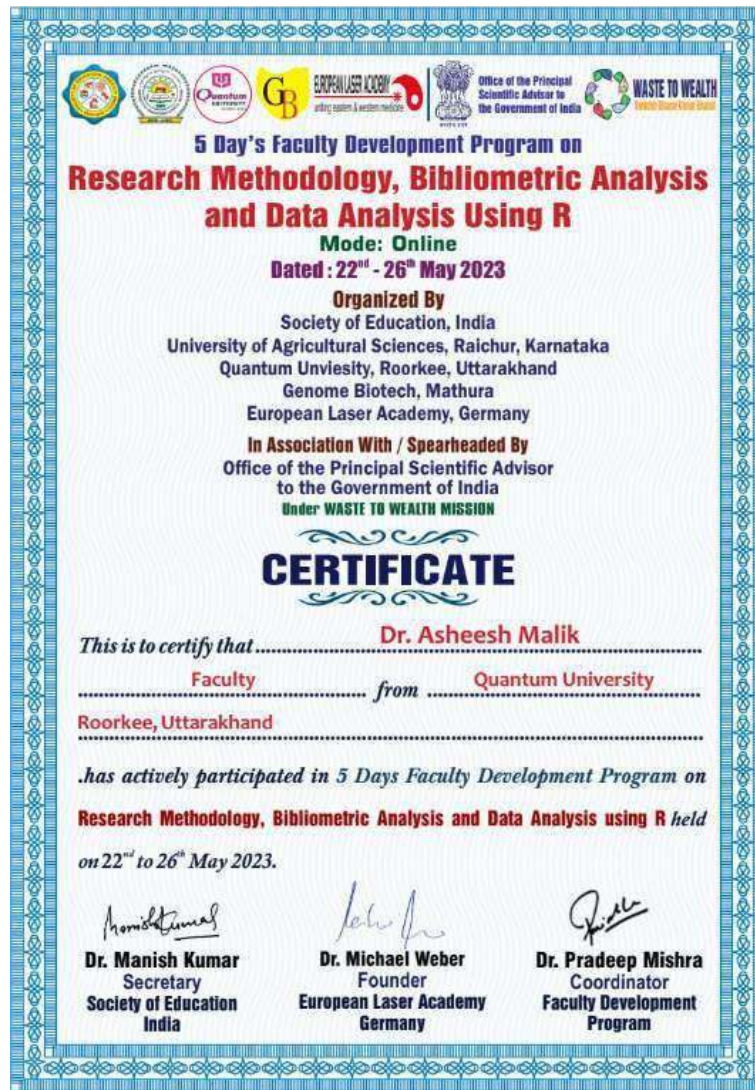 Quantum
UNIVERSITY
GB
EUROPEAN LASER ACADEMY
uniting eastern & western medicine
Office of the Principal
Scientific Advisor to
the Government of India
WASTE TO WEALTH
5 Day's Faculty Development Program on
Research Methodology, Bibliometric Analysis
and Data Analysis Using R
Mode: Online
Dated : 22nd - 26th May 2023
Organized By
Society of Education, India
University of Agricultural Sciences, Raichur, Karnataka
Quantum Unviesity, Roorkee, Uttarakhand
Genome Biotech, Mathura
European Laser Academy, Germany
In Association With / Spearheaded By
Office of the Principal Scientific Advisor
to the Government of India
Under WASTE TO WEALTH MISSION
CERTIFICATE
This is to certify that Dr. Asheesh Malik
Faculty from Quantum University
Roorkee, Uttarakhand
.has actively participated in 5 Days Faculty Development Program on
Research Methodology, Bibliometric Analysis and Data Analysis using R held
on 22nd to 26th May 2023.
Dr. Manish Kumar
Secretary
Society of Education
India
Dr. Michael Weber
Founder
European Laser Academy
Germany
Dr. Pradeep Mishra
Coordinator
Faculty Development
Program